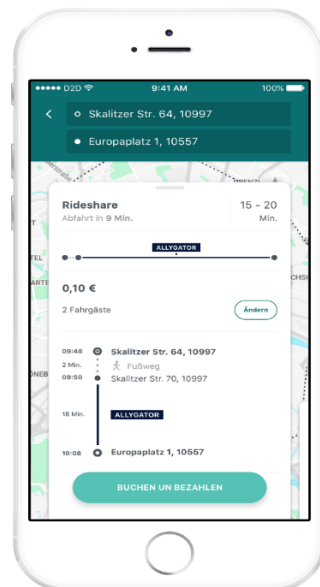 D2D 9:41 AM 100%
Skalitzer Str. 64, 10997
Europaplatz 1, 10557
Rideshare 15 - 20
Abfahrt in 9 Min. Min.
ALLYGATOR
0,10 €
2 Fahrgäste Ändern
09:48 Skalitzer Str. 64, 10997
2 Min. Fußweg
09:50 Skalitzer Str. 70, 10997
18 Min. ALLYGATOR
10:08 Europaplatz 1, 10557
BUCHEN UN BEZAHLEN